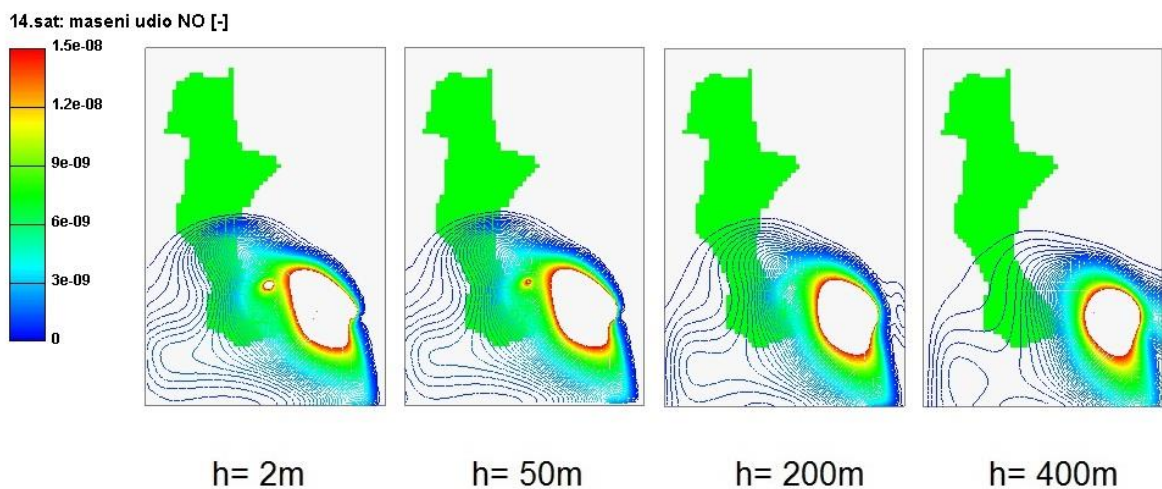 14.sat: maseni udio NO [-]
1.5e-08
1.2e-08
9e-09
6e-09
3e-09
0
h= 2m
h= 50m
h= 200m
h= 400m